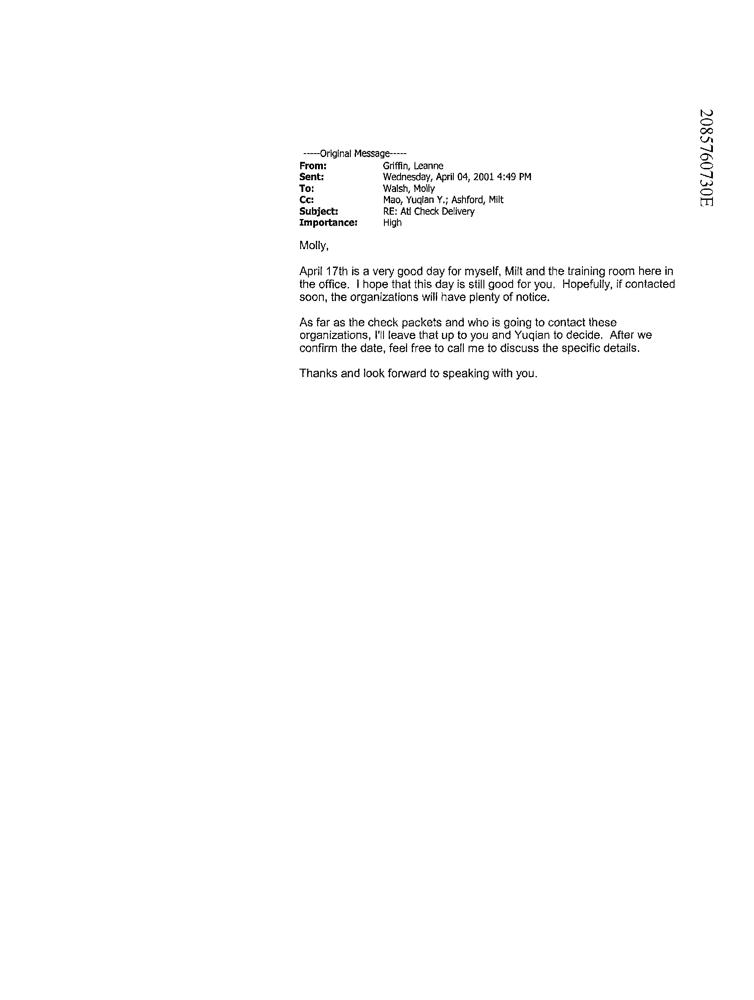 -----Original Message-----
From: Griffin, Leanne
Sent: Wednesday, April 04, 2001 4:49 PM
To: Walsh, Molly
Cc: Mao, Yuqian Y.; Ashford, Milt
Subject: RE: Atl Check Delivery
Importance: High
Molly,
April 17th is a very good day for myself, Milt and the training room here in
the office.  I hope that this day is still good for you.  Hopefully, if contacted
soon, the organizations will have plenty of notice.
As far as the check packets and who is going to contact these
organizations, I'll leave that up to you and Yuqian to decide.  After we
confirm the date, feel free to call me to discuss the specific details.
Thanks and look forward to speaking with you.
2085760730E